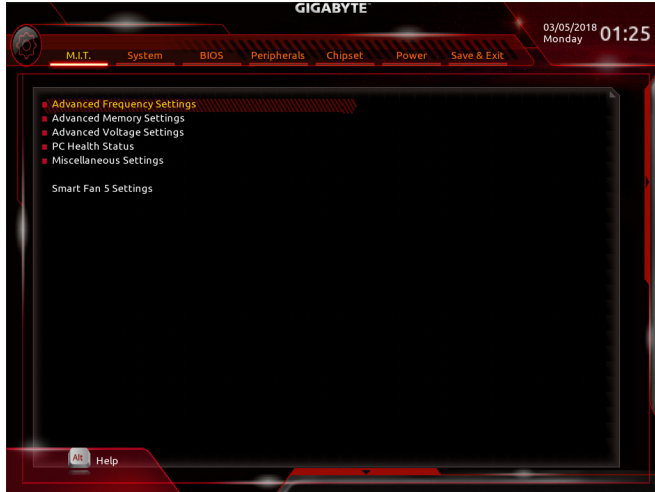 GIGABYTE
03/05/2018
Monday
01:25
M.I.T. System BIOS Peripherals Chipset Power Save & Exit
Advanced Frequency Settings
Advanced Memory Settings
Advanced Voltage Settings
PC Health Status
Miscellaneous Settings
Smart Fan 5 Settings
Alt Help